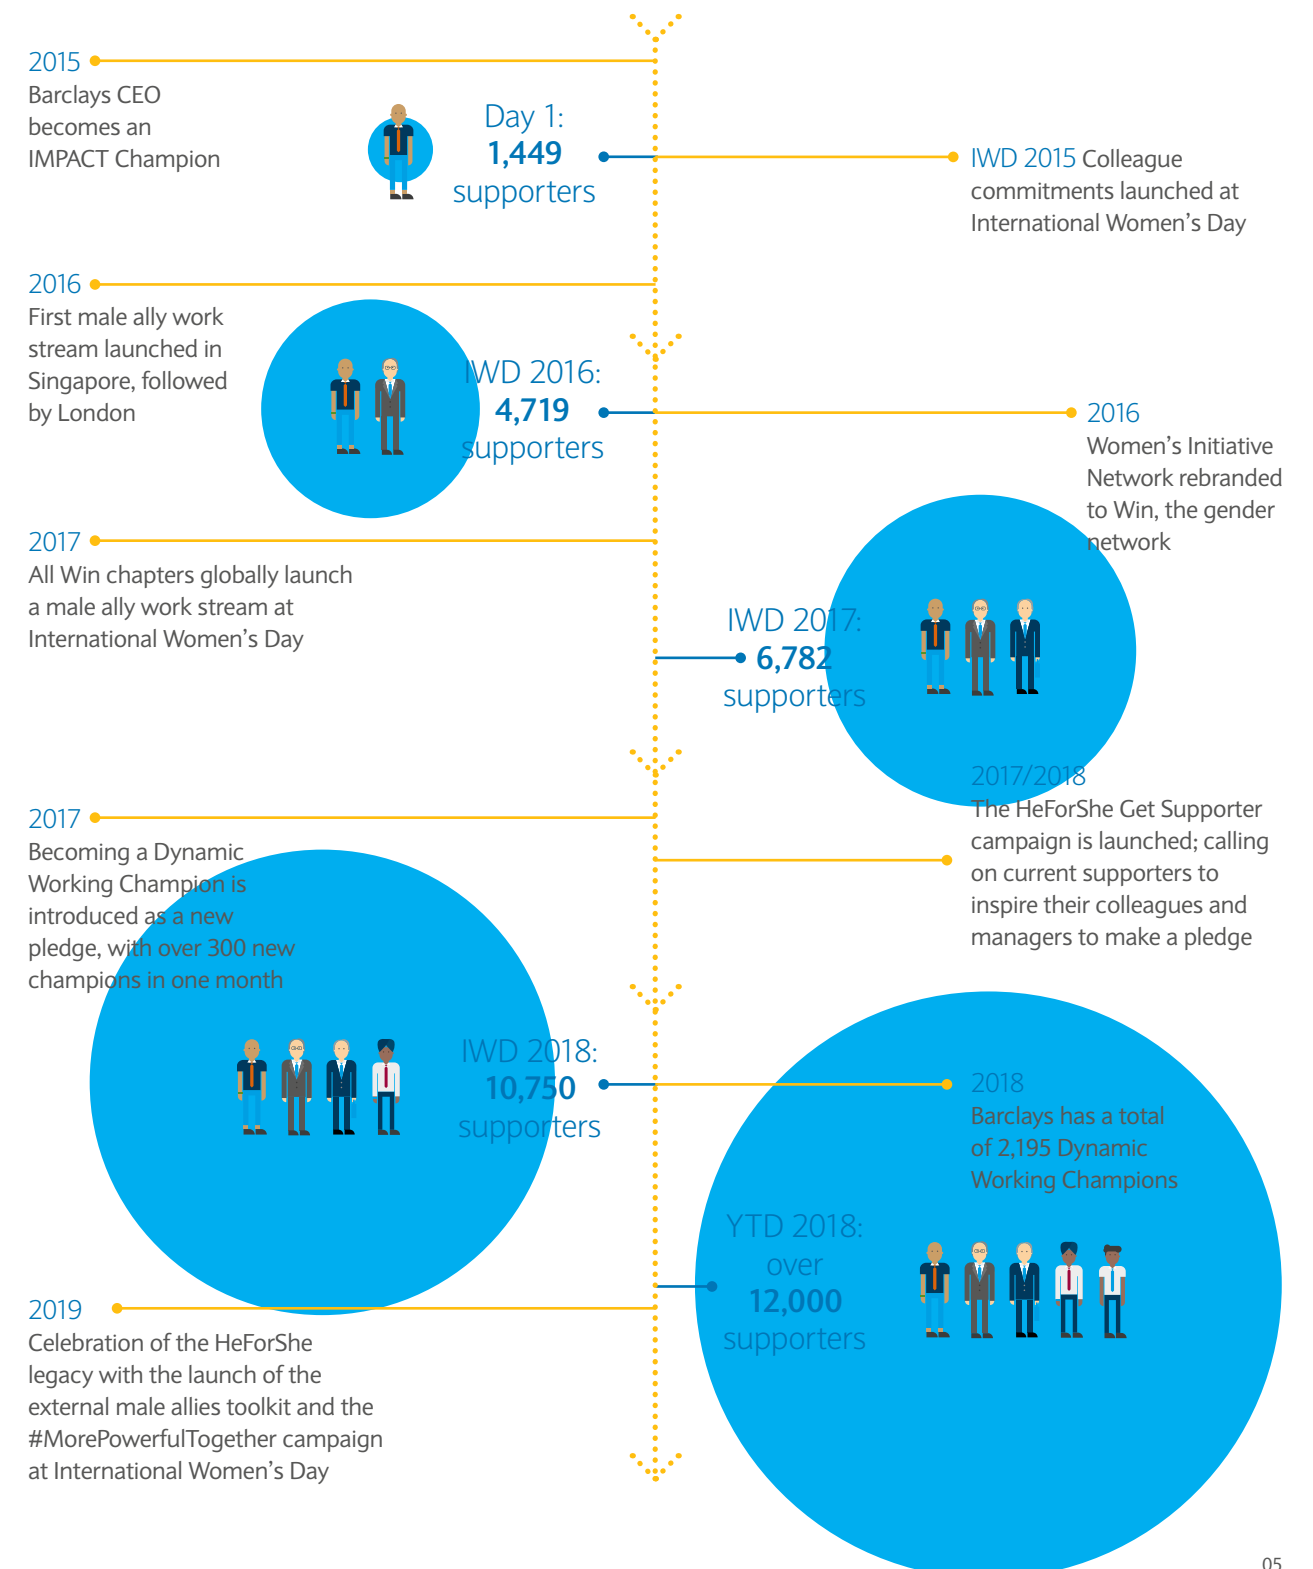 2015
Barclays CEO
becomes an
IMPACT Champion
Day 1:
1,449
supporters
IWD 2015 Colleague
commitments launched at
International Women's Day
2016
First male ally work
stream launched in
Singapore, followed
by London
IWD 2016:
4,719
supporters
2016
Women's Initiative
Network rebranded
to Win, the gender
network
2017
All Win chapters globally launch
a male ally work stream at
International Women's Day
IWD 2017:
6,782
supporters
2017/2018
The HeForShe Get Supporter
campaign is launched; calling
on current supporters to
inspire their colleagues and
managers to make a pledge
2017
Becoming a Dynamic
Working Champion is
introduced as a new
pledge, with over 300 new
champions in one month
IWD 2018:
10,750
supporters
2018
Barclays has a total
of 2,195 Dynamic
Working Champions
YTD 2018:
over
12,000
supporters
2019
Celebration of the HeForShe
legacy with the launch of the
external male allies toolkit and the
#MorePowerfulTogether campaign
at International Women's Day
05